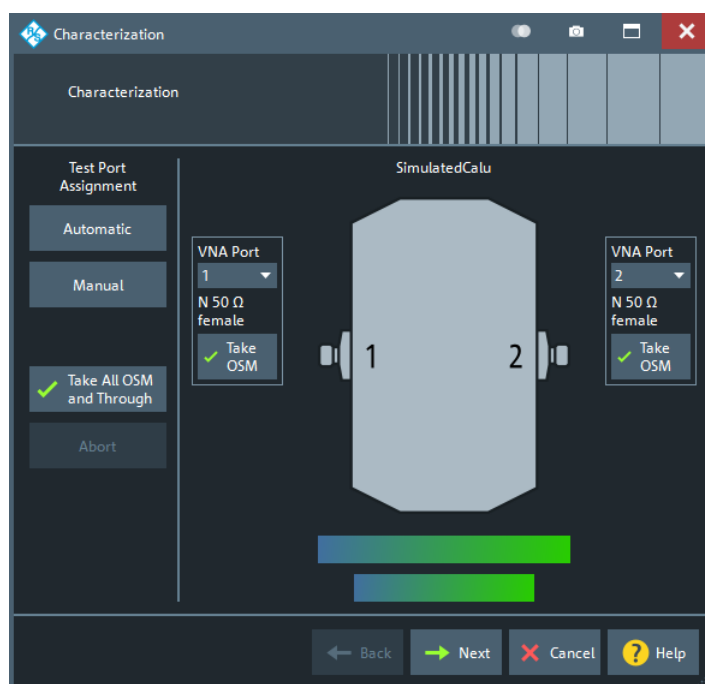 Characterization
Characterization
Test Port
Assignment
Automatic
Manual
Take All OSM
and Through
Abort
SimulatedCalu
VNA Port
1
N 50 Ω
female
Take
OSM
1
2
VNA Port
2
N 50 Ω
female
Take
OSM
Back
Next
Cancel
? Help